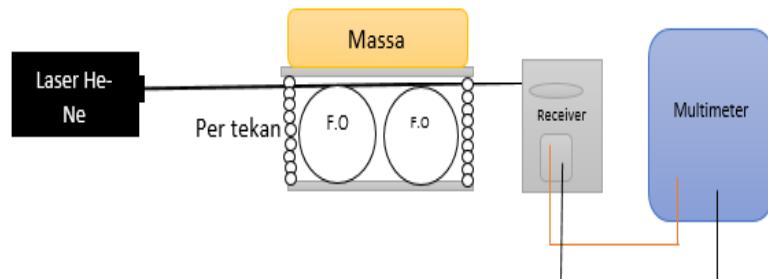 Massa
Laser He-
Ne
Per tekan
F.O
F.O
Receiver
Multimeter